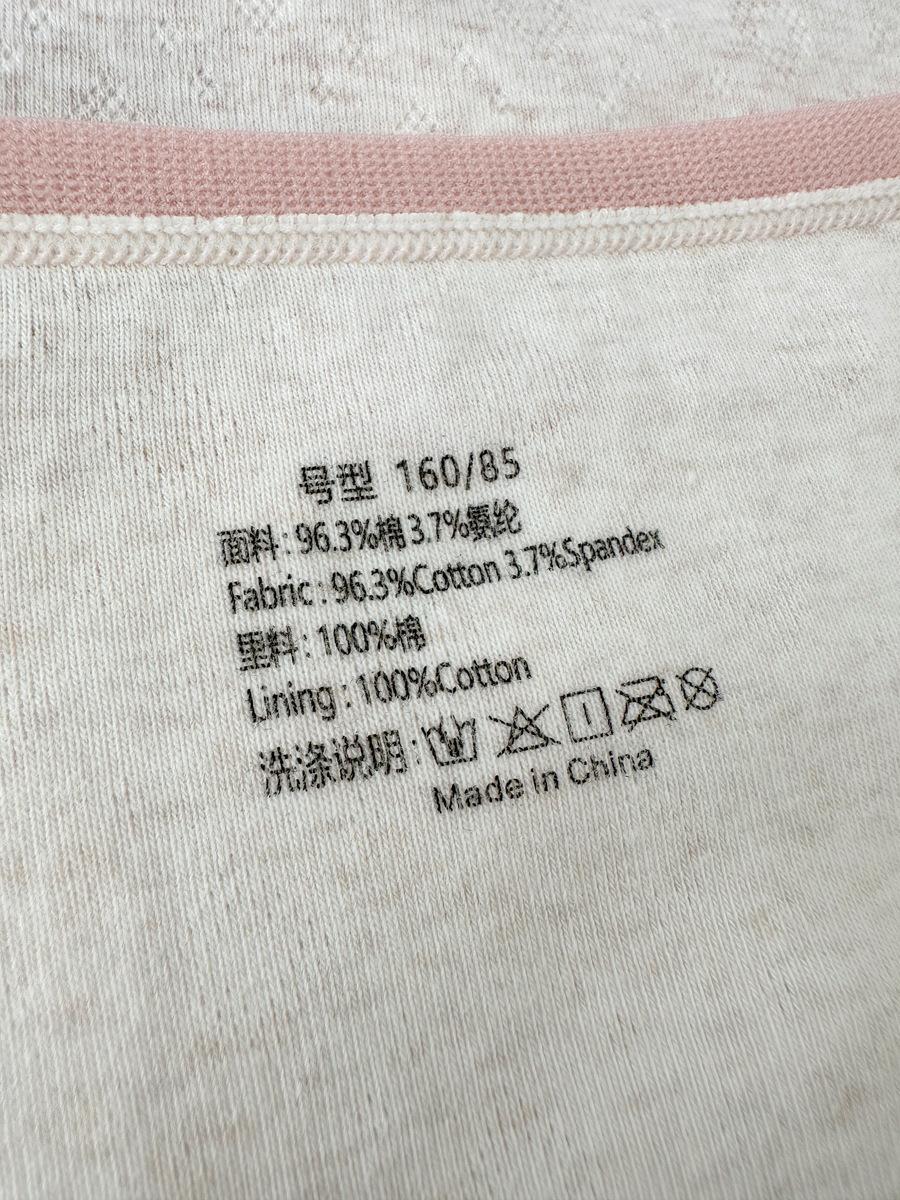 号型 160/85
面料:96.3%棉 3.7%氨纶
Fabric:96.3%Cotton 3.7%Spandex
里料:100%棉
Lining:100%Cotton
洗涤说明:
Made in China